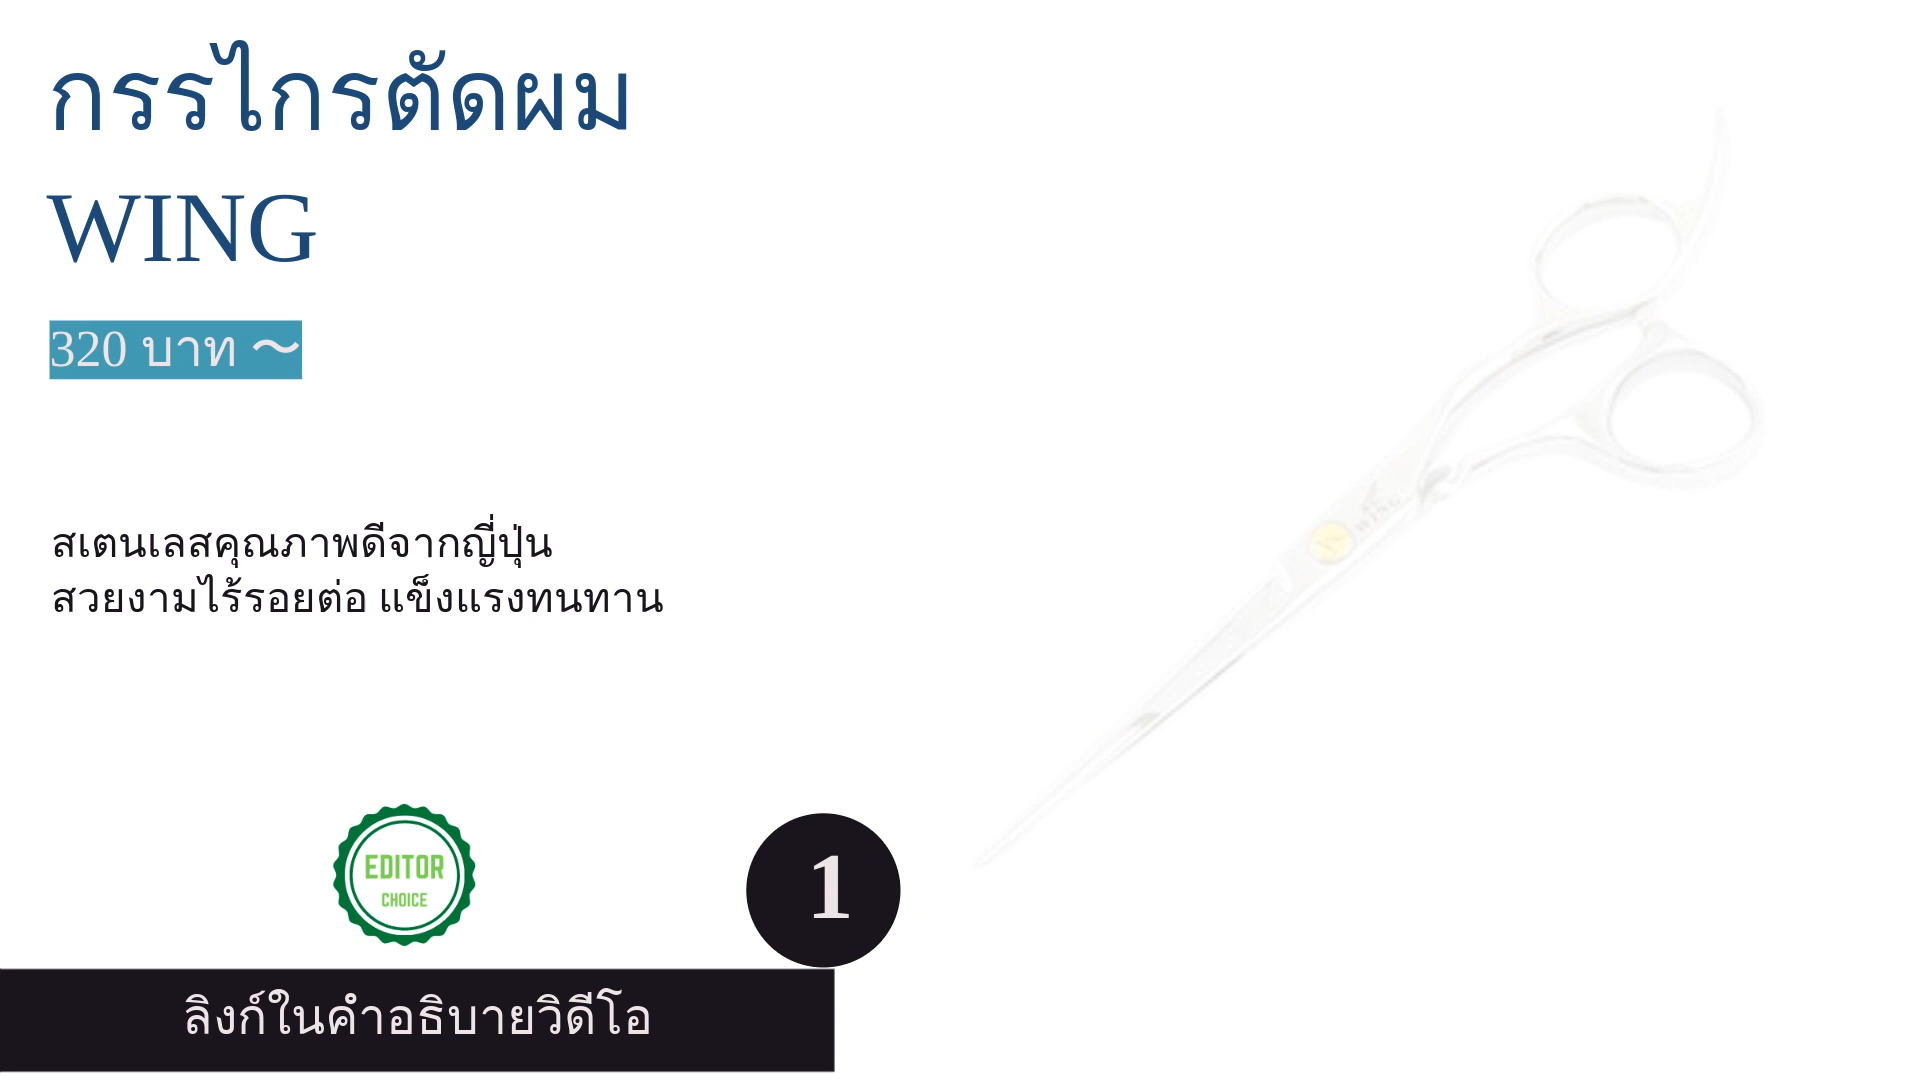 กรรไกรตัดผม
WING
320 บาท ～
สเตนเลสคุณภาพดีจากญี่ปุ่น
สวยงามไร้รอยต่อ แข็งแรงทนทาน
WING
EDITOR
CHOICE
1
ลิงก์ในคำอธิบายวิดีโอ